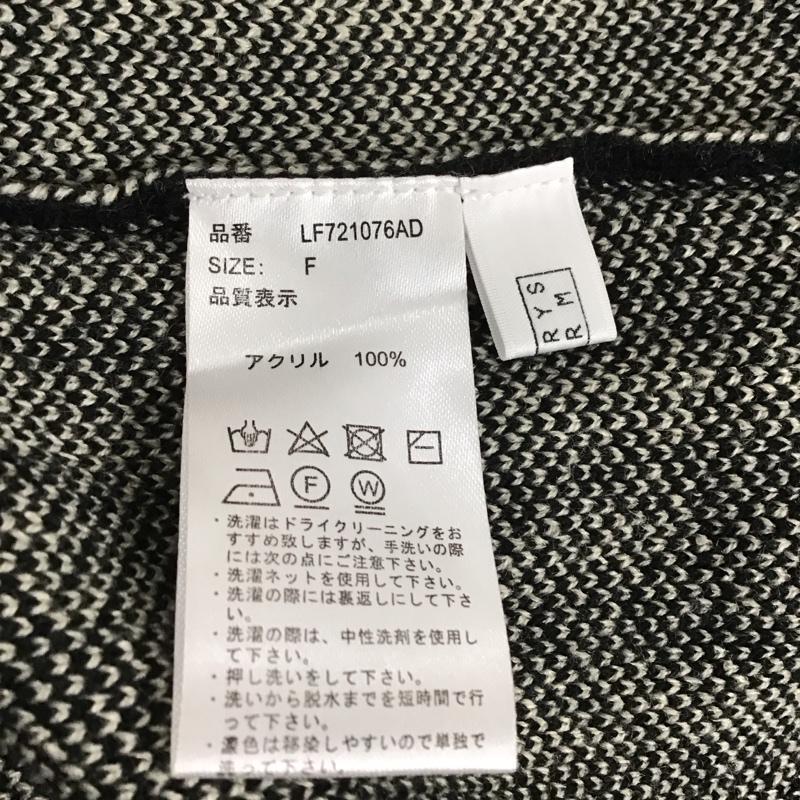 品番 LF721076AD
SIZE: F
品質表示
アクリル 100%
F W
・洗濯はドライクリーニングをお
すすめ致しますが、手洗いの際
には次の点にご注意下さい。
・洗濯ネットを使用して下さい。
・洗濯の際には裏返しにして下さ
い。
・洗濯の際は、中性洗剤を使用し
て下さい。
・押し洗いをして下さい。
・洗いから脱水までを短時間で行
って下さい。
・濃色は移染しやすいので単独で
洗って下さい。
R Y S
R M